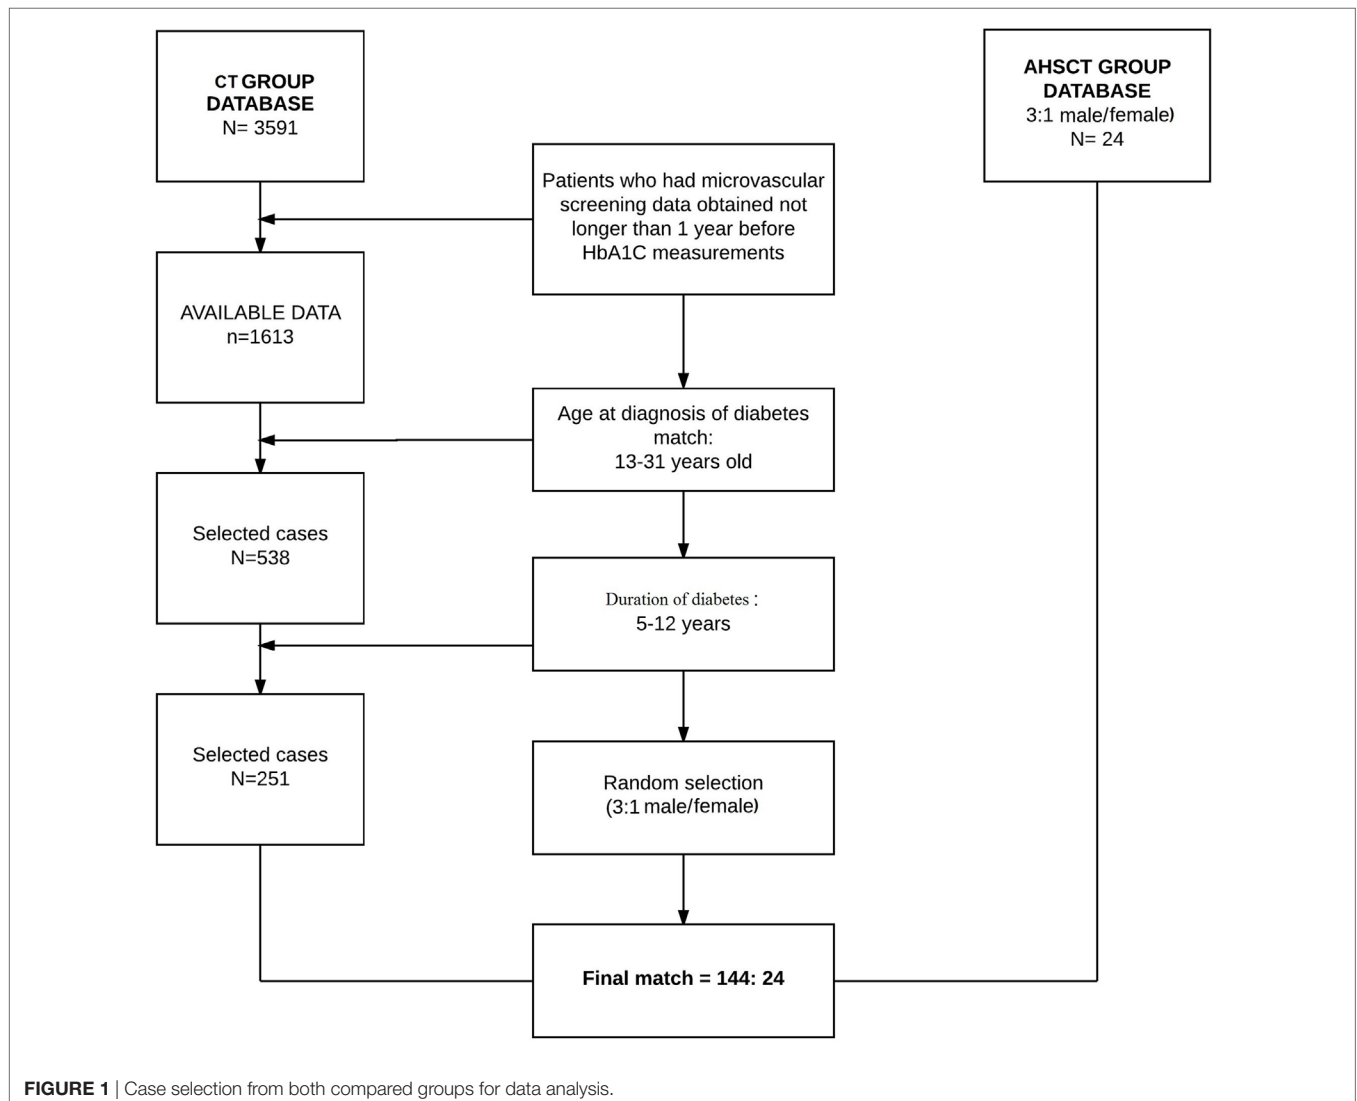 CT GROUP
DATABASE
N= 3591
AHSCT GROUP
DATABASE
3:1 male/female)
N= 24
Patients who had microvascular
screening data obtained not
longer than 1 year before
HbA1C measurements
AVAILABLE DATA
n=1613
Age at diagnosis of diabetes
match:
13-31 years old
Selected cases
N=538
Duration of diabetes :
5-12 years
Selected cases
N=251
Random selection
(3:1 male/female)
Final match = 144: 24
FIGURE 1 | Case selection from both compared groups for data analysis.